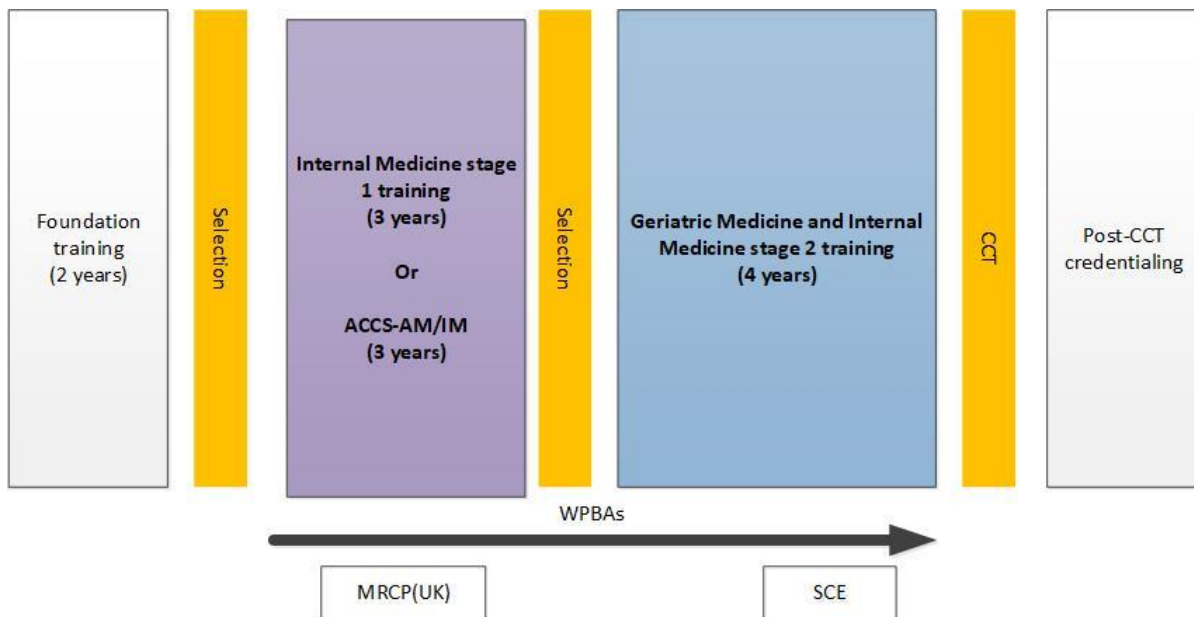 Foundation
training
(2 years)
Selection
Internal Medicine stage
1 training
(3 years)
Or
ACCS-AM/IM
(3 years)
Selection
Geriatric Medicine and Internal
Medicine stage 2 training
(4 years)
CCT
Post-CCT
credentialing
WPBAs
MRCP(UK)
SCE